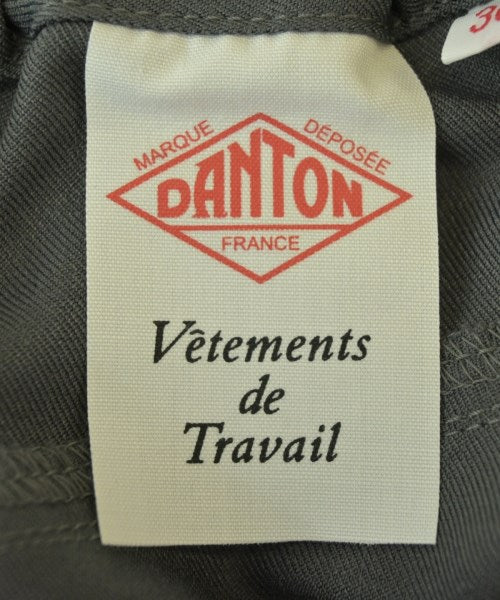 MARQUE DÉPOSÉE
DANTON
FRANCE
Vêtements
de
Travail